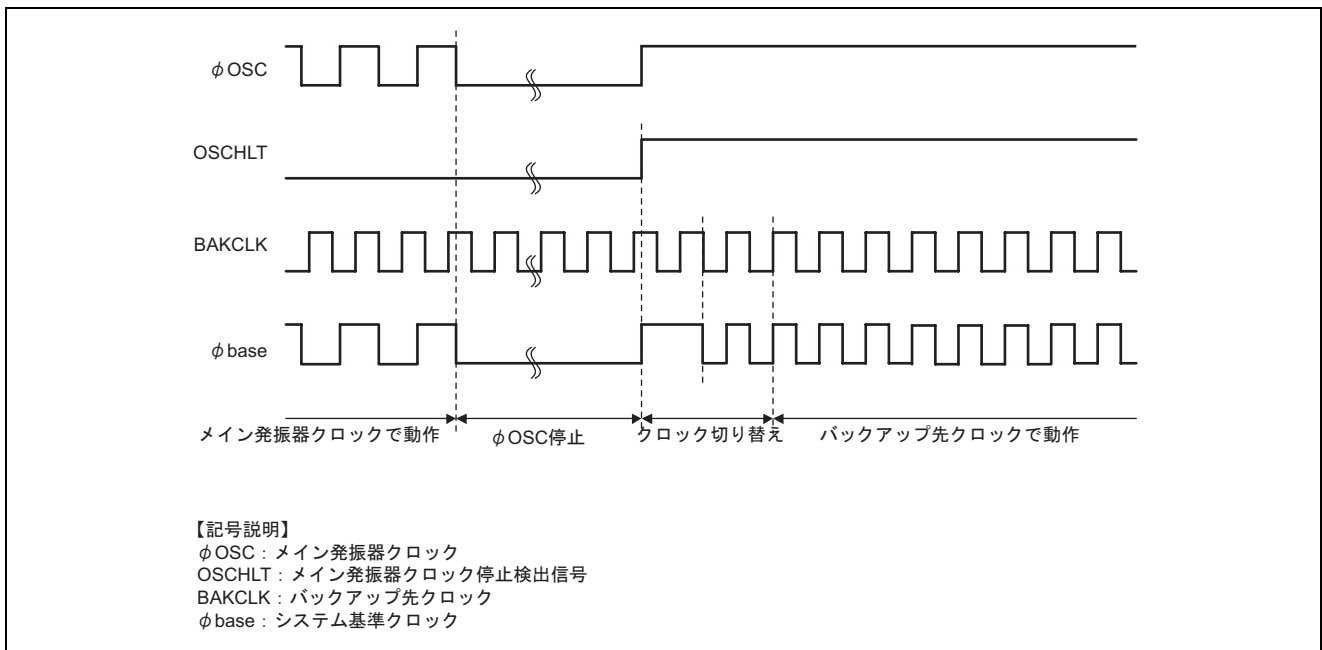 φOSC
OSCHLT
BAKCLK
φbase
メイン発振器クロックで動作 φOSC停止 クロック切り替え バックアップ先クロックで動作
【記号説明】
φOSC：メイン発振器クロック
OSCHLT：メイン発振器クロック停止検出信号
BAKCLK：バックアップ先クロック
φbase：システム基準クロック